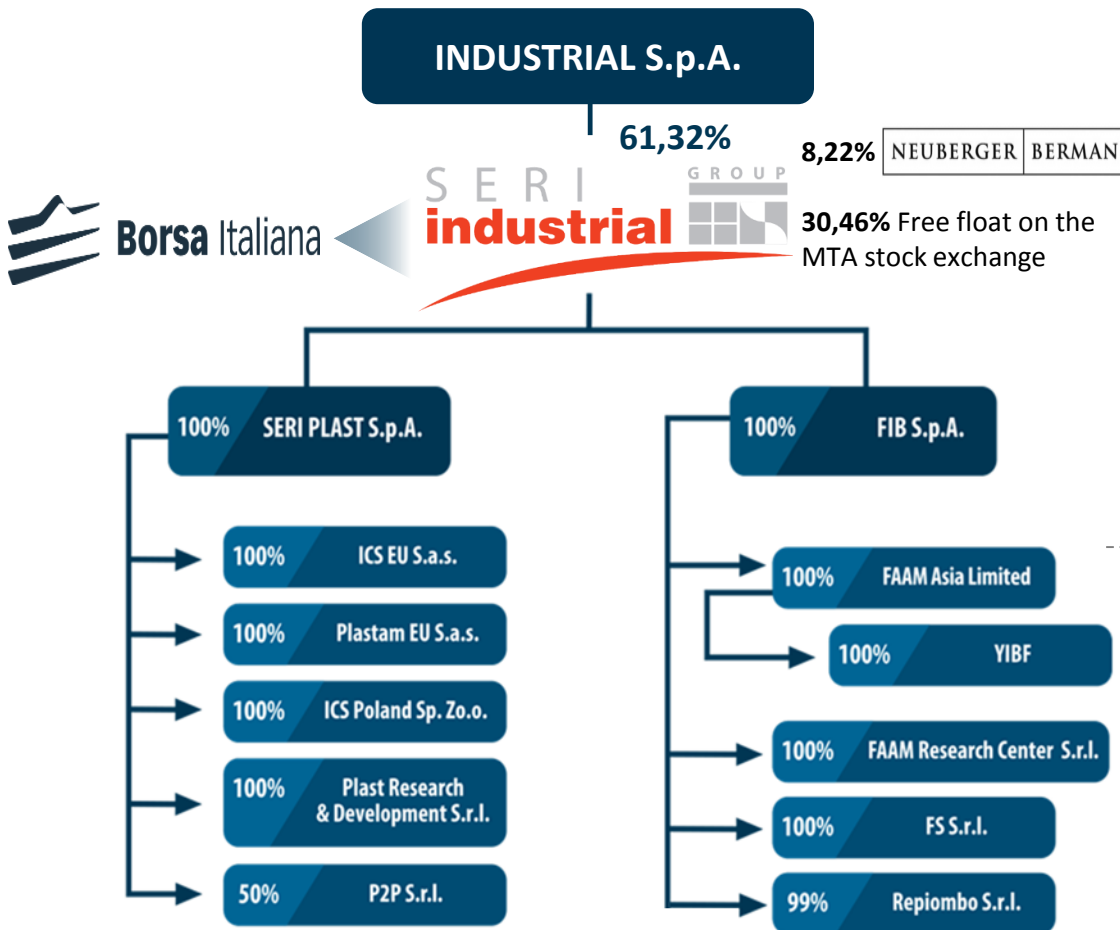 INDUSTRIAL S.p.A.
61,32%
8,22% NEUBERGER BERMAN
SERI
industrial
GROUP
30,46% Free float on the
MTA stock exchange
Borsa Italiana
100% SERI PLAST S.p.A.
100% ICS EU S.a.s.
100% Plastam EU S.a.s.
100% ICS Poland Sp. Zo.o.
100% Plast Research
& Development S.r.l.
50% P2P S.r.l.
100% FIB S.p.A.
100% FAAM Asia Limited
100% YIBF
100% FAAM Research Center S.r.l.
100% FS S.r.l.
99% Repiombo S.r.l.